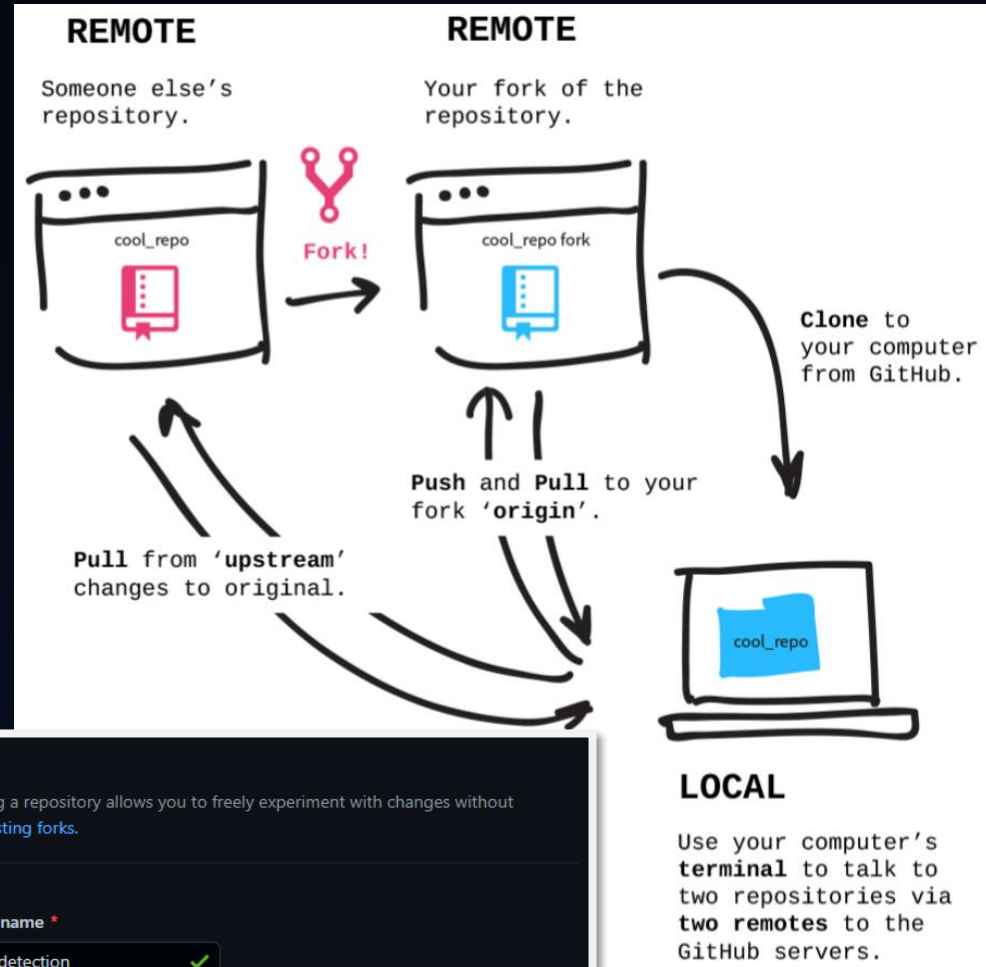 REMOTE
Someone else's
repository.
cool_repo
Fork!
REMOTE
Your fork of the
repository.
cool_repo fork
Clone to
your computer
from GitHub.
Push and Pull to your
fork ‘origin’.
Pull from ‘upstream’
changes to original.
cool_repo
LOCAL
Use your computer's
terminal to talk to
two repositories via
two remotes to the
GitHub servers.
a repository allows you to freely experiment with changes without
forks.
name *
detection